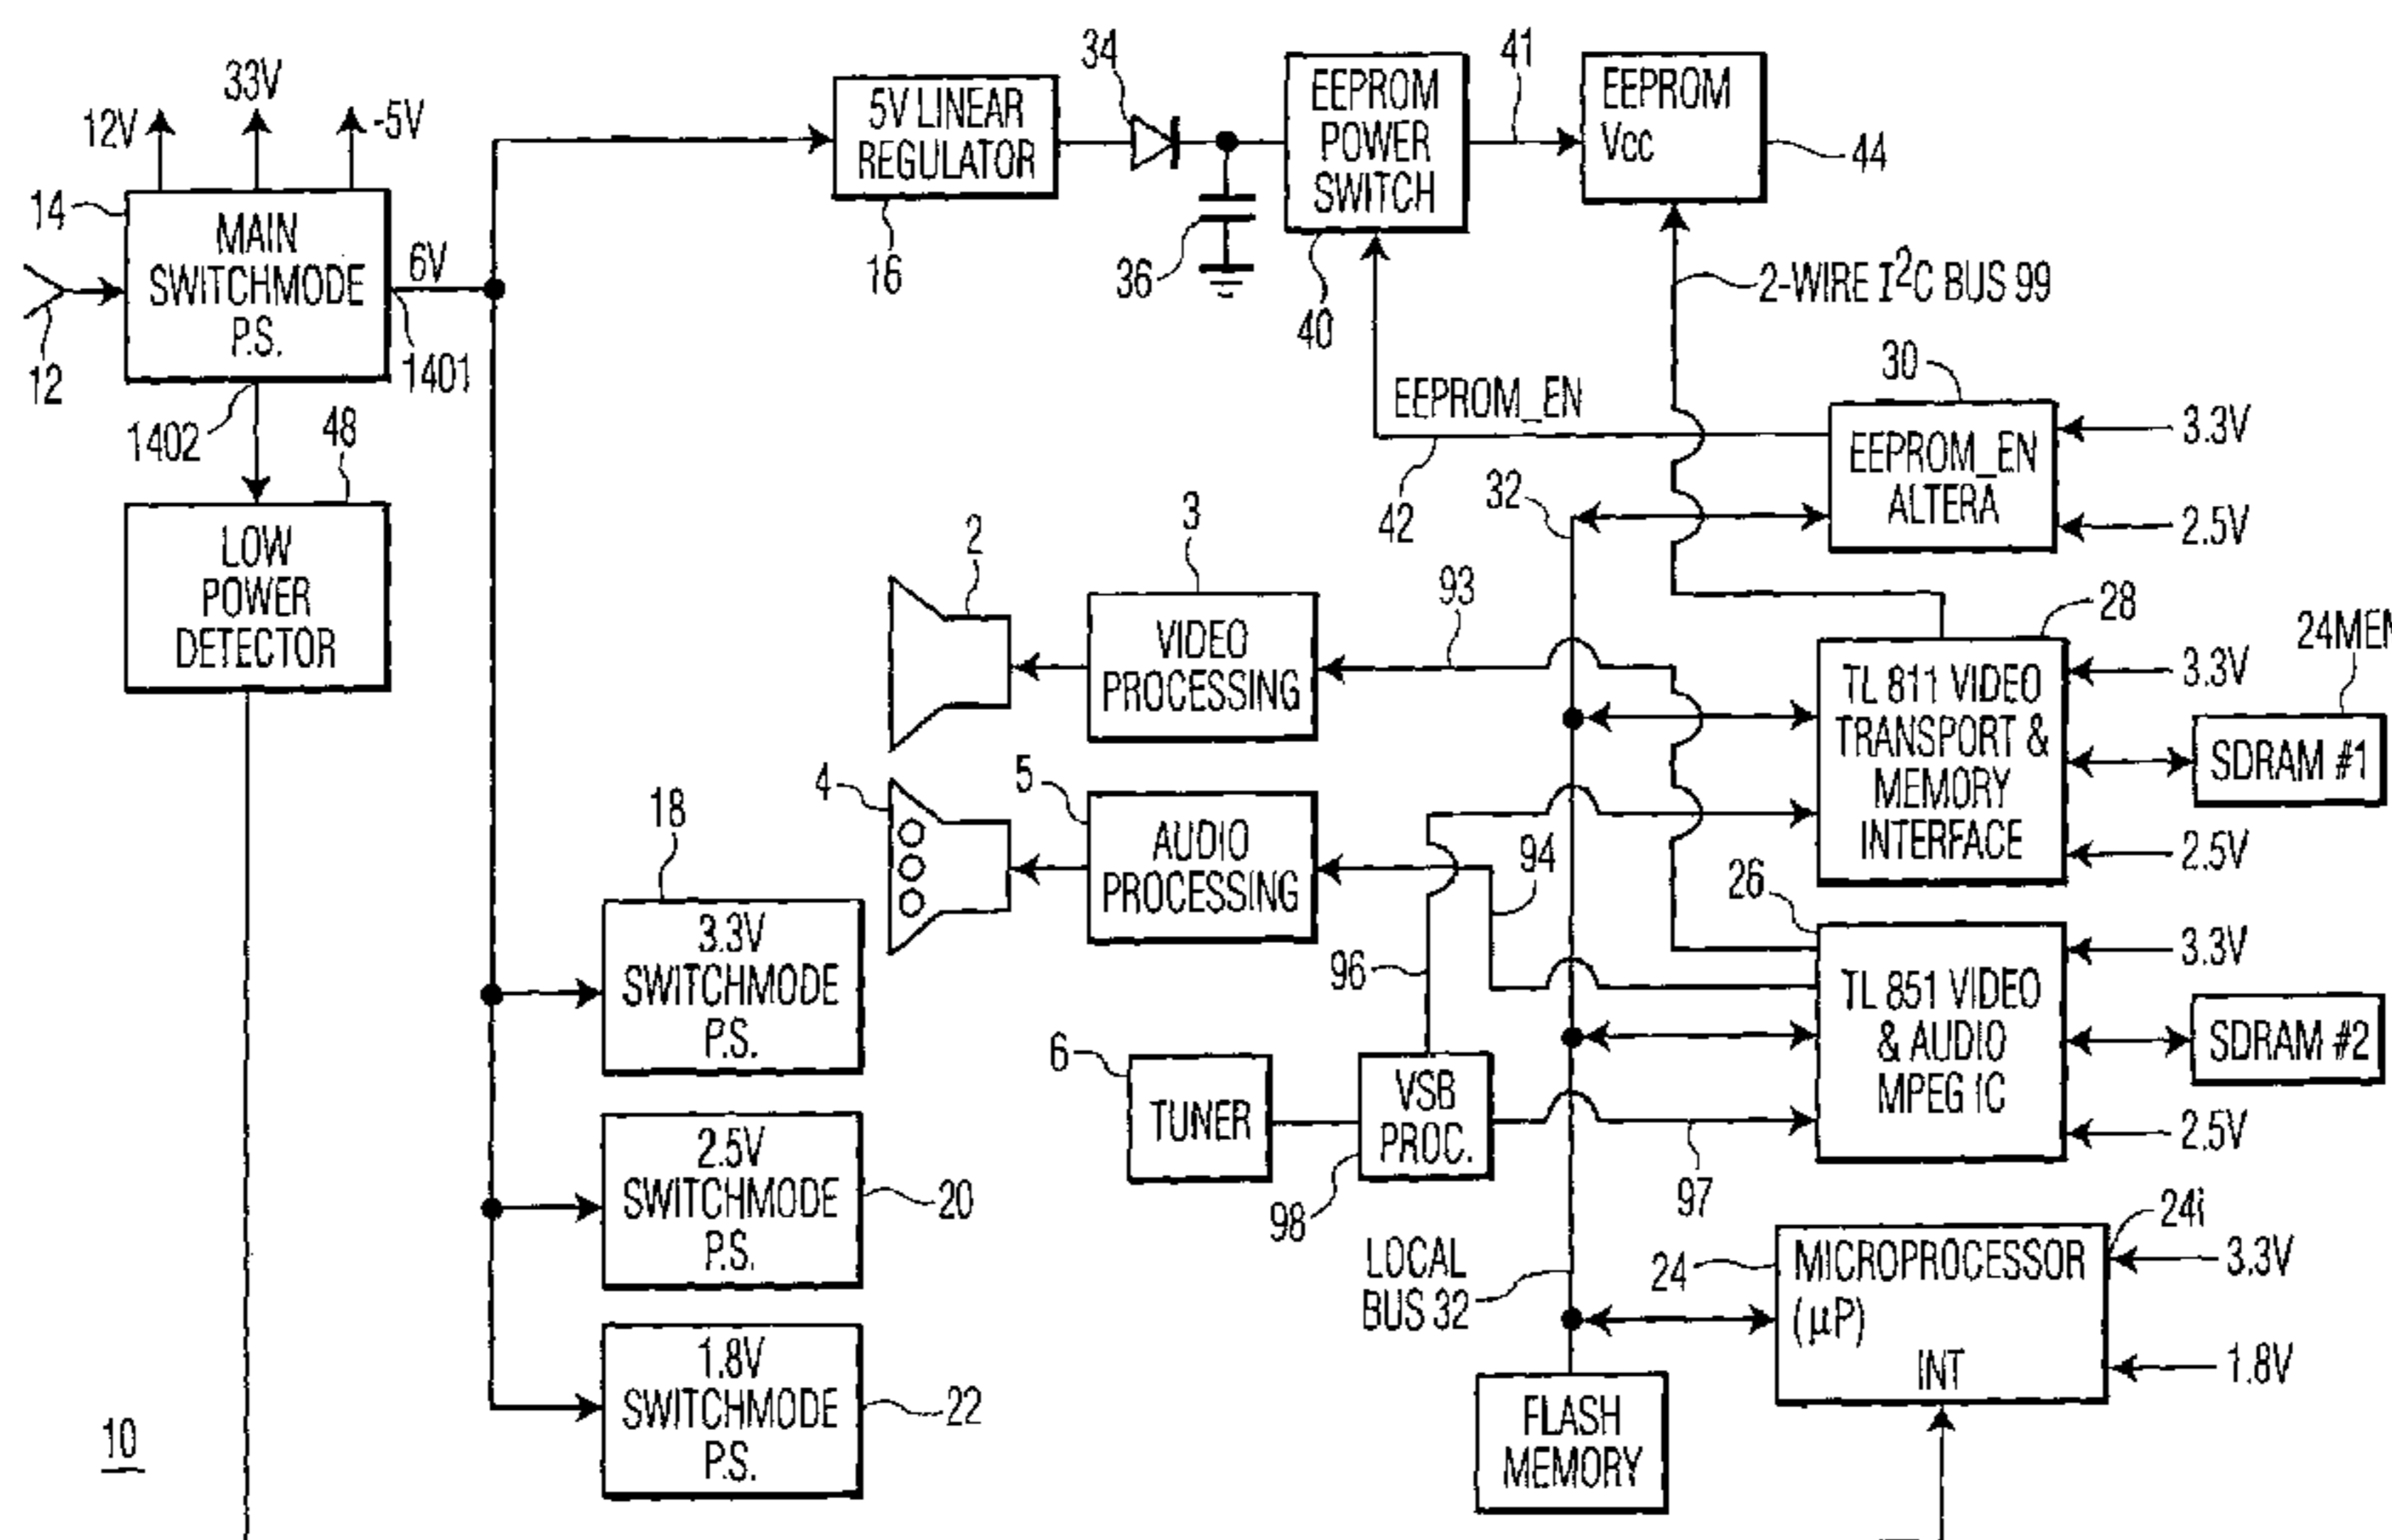 12V
33V
-5V
14
MAIN
SWITCHMODE
P.S.
6V
12
1401
1402
48
LOW
POWER
DETECTOR
5V LINEAR
REGULATOR
16
34
36
EEPROM
POWER
SWITCH
40
41
EEPROM
Vcc
44
2-WIRE I²C BUS 99
EEPROM_EN
42
30
EEPROM_EN
ALTERA
3.3V
2.5V
32
2
3
VIDEO
PROCESSING
93
28
TL 811 VIDEO
TRANSPORT &
MEMORY
INTERFACE
3.3V
2.5V
SDRAM #1
4
5
AUDIO
PROCESSING
94
18
3.3V
SWITCHMODE
P.S.
26
TL 851 VIDEO
& AUDIO
MPEG IC
3.3V
2.5V
SDRAM #2
96
6
TUNER
VSB
PROC.
98
97
2.5V
SWITCHMODE
P.S.
20
LOCAL
BUS 32
24
MICROPROCESSOR
(µP)
INT
24i
3.3V
1.8V
1.8V
SWITCHMODE
P.S.
22
FLASH
MEMORY
10